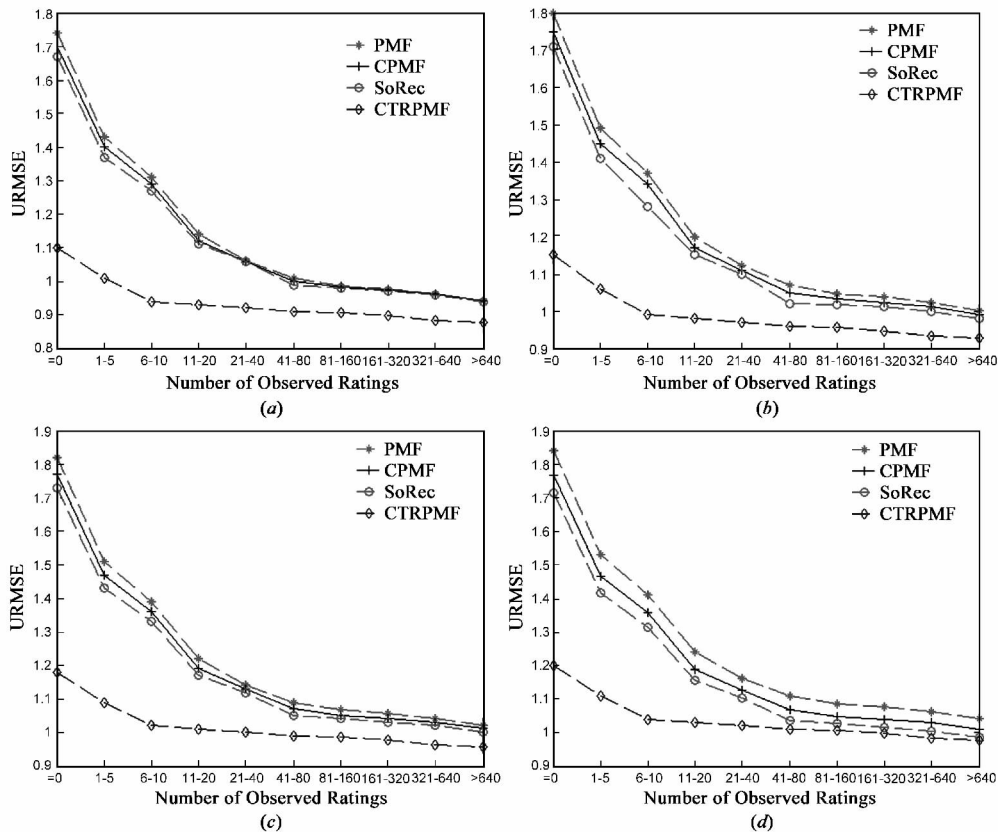 1.8
1.7
1.6
1.5
1.4
1.3
1.2
1.1
1
0.9
0.8
URMSE
PMF
CPMF
SoRec
CTRPMF
=0 1-5 6-10 11-20 21-40 41-80 81-160 161-320 321-640 >640
Number of Observed Ratings
(a)
1.8
1.7
1.6
1.5
1.4
1.3
1.2
1.1
1
0.9
URMSE
PMF
CPMF
SoRec
CTRPMF
=0 1-5 6-10 11-20 21-40 41-80 81-160 161-320 321-640 >640
Number of Observed Ratings
(b)
1.9
1.8
1.7
1.6
1.5
1.4
1.3
1.2
1.1
1
0.9
URMSE
PMF
CPMF
SoRec
CTRPMF
=0 1-5 6-10 11-20 21-40 41-80 81-160 161-320 321-640 >640
Number of Observed Ratings
(c)
1.9
1.8
1.7
1.6
1.5
1.4
1.3
1.2
1.1
1
0.9
URMSE
PMF
CPMF
SoRec
CTRPMF
=0 1-5 6-10 11-20 21-40 41-80 81-160 161-320 321-640 >640
Number of Observed Ratings
(d)